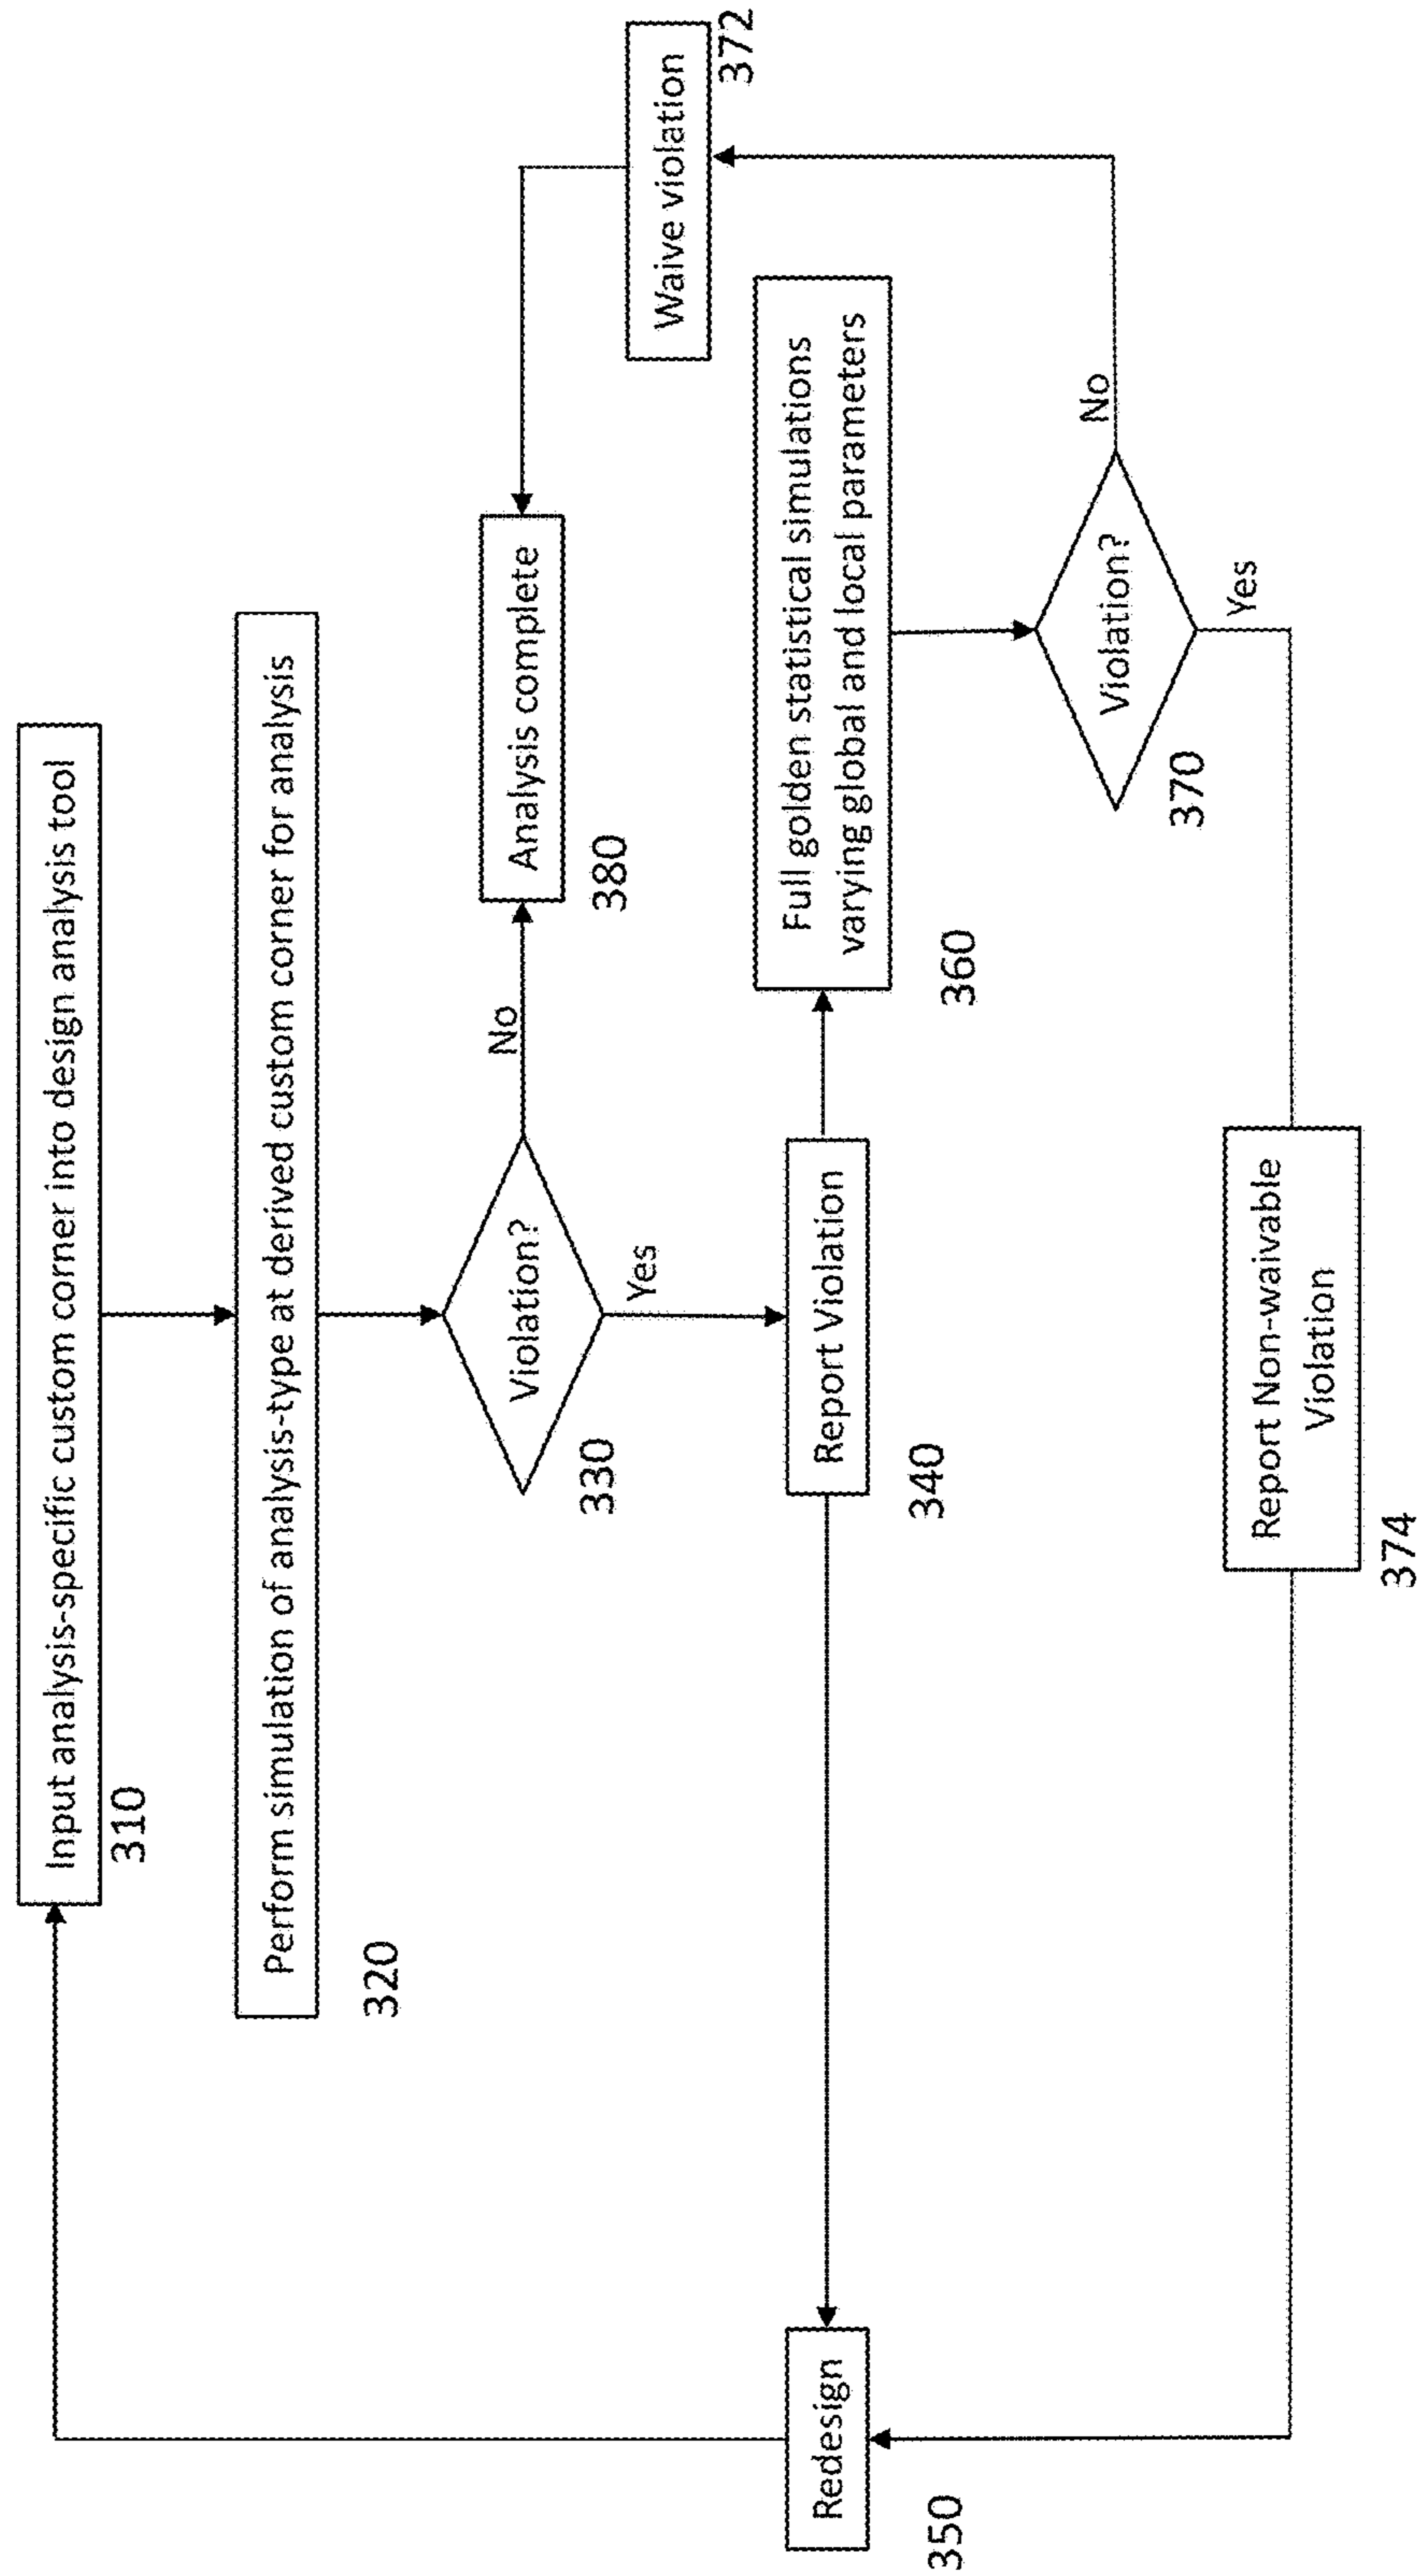 Input analysis-specific custom corner into design analysis tool
310
Perform simulation of analysis-type at derived custom corner for analysis
320
Violation?
330
No
Analysis complete
380
Yes
Waive violation
372
Report Violation
340
Redesign
350
Full golden statistical simulations
varying global and local parameters
360
Violation?
370
No
Yes
Report Non-waivable
Violation
374